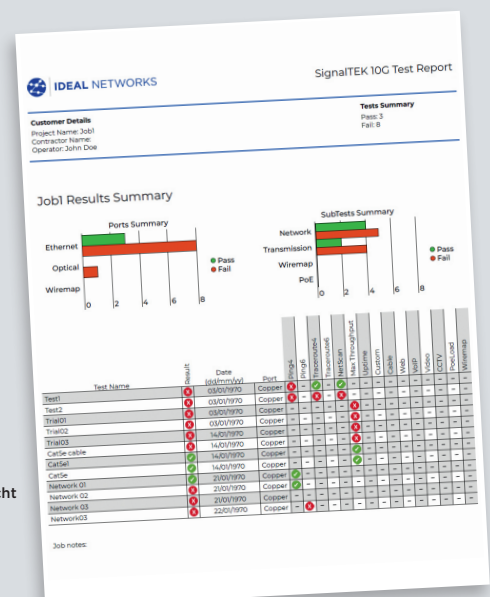 IDEAL NETWORKS
SignalTEK 10G Test Report
Customer Details
Project Name: Job1
Contractor Name:
Operator: John Doe
Tests Summary
Pass: 3
Fail: 8
Job1 Results Summary
Ports Summary
Ethernet
Optical
Wiremap
0 2 4 6 8
Pass
Fail
SubTests Summary
Network
Transmission
Wiremap
PoE
0 2 4 6 8
Pass
Fail
Test Name Result Date (dd/mm/yy) Port Ping4 Ping6 Traceroute4 Traceroute6 NetScan Max Throughput Uptime Custom Cable Web VoIP Video CCTV PoeLoad Wiremap
Test1 03/01/1970 Copper
Test2 03/01/1970 Copper
Trial01 03/01/1970 Copper
Trial02 03/01/1970 Copper
Trial03 14/01/1970 Copper
Cat5e cable 14/01/1970 Copper
Cat5e1 14/01/1970 Copper
Cat5e 14/01/1970 Copper
Network 01 21/01/1970 Copper
Network 02 21/01/1970 Copper
Network 03 21/01/1970 Copper
Network03 22/01/1970 Copper
Job notes:
cht